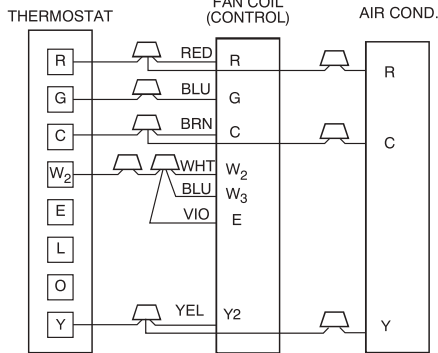 THERMOSTAT
FAN COIL
(CONTROL)
AIR COND.
R RED R R
G BLU G
C BRN C C
W2 WHT W2
BLU W3
E VIO E
L
O
Y YEL Y2 Y